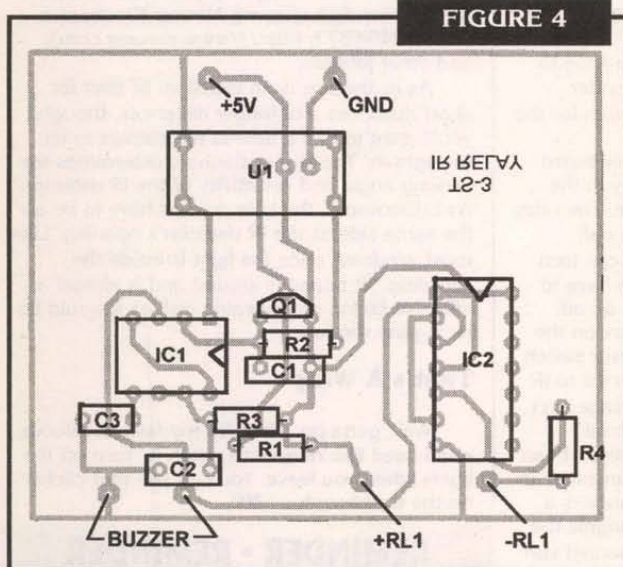 FIGURE 4
+5V
GND
U1
IR RELAY
TS-3
Q1
IC1
R2
C1
IC2
C3
R3
R1
R4
C2
BUZZER
+RL1
-RL1